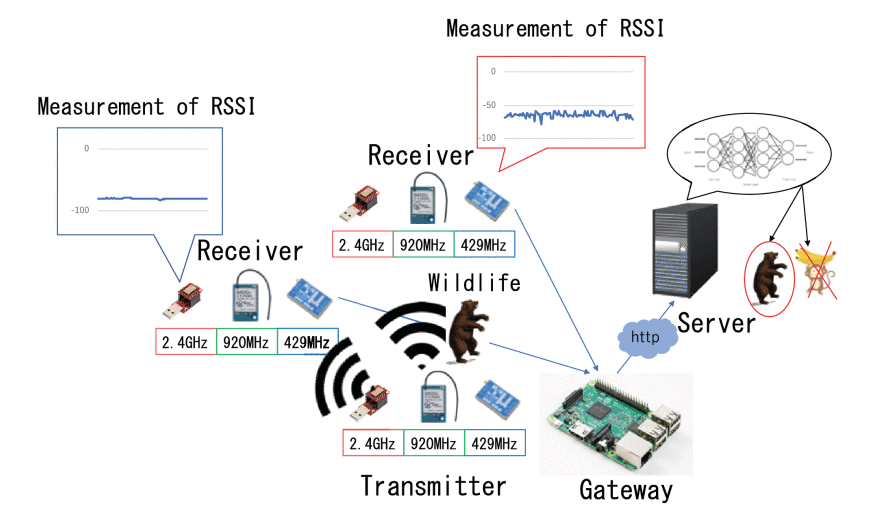 Measurement of RSSI
0
-50
-100
Measurement of RSSI
0
-100
Receiver
2.4GHz 920MHz 429MHz
Receiver
2.4GHz 920MHz 429MHz
Wildlife
2.4GHz 920MHz 429MHz
Transmitter
Gateway
http
Server